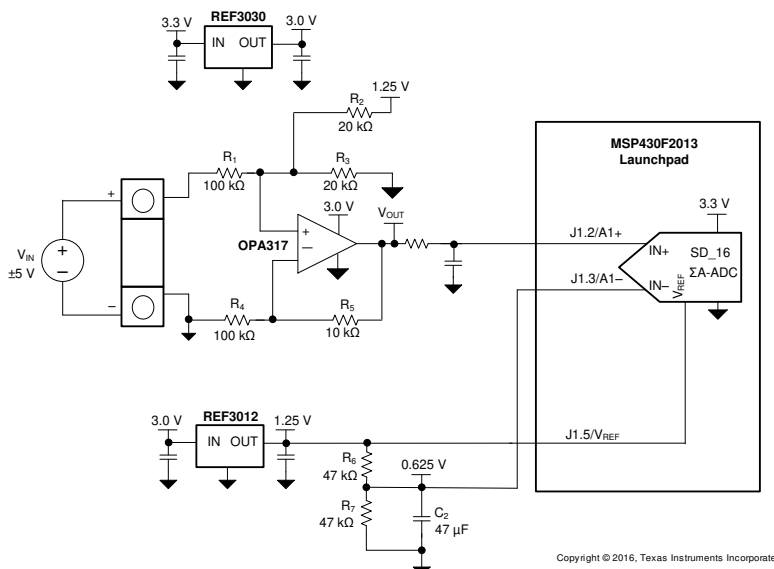 REF3030
3.3 V
3.0 V
IN OUT
1.25 V
R2
20 kΩ
R1
100 kΩ
R3
20 kΩ
MSP430F2013
Launchpad
3.3 V
+
3.0 V
VOUT
+
−
OPA317
J1.2/A1+
IN+
SD_16
ΣA-ADC
VREF
J1.3/A1−
IN−
VIN
±5 V
+
−
−
R4
100 kΩ
R5
10 kΩ
REF3012
3.0 V
1.25 V
IN OUT
J1.5/VREF
R6
47 kΩ
0.625 V
R7
47 kΩ
C2
47 µF
Copyright © 2016, Texas Instruments Incorporate